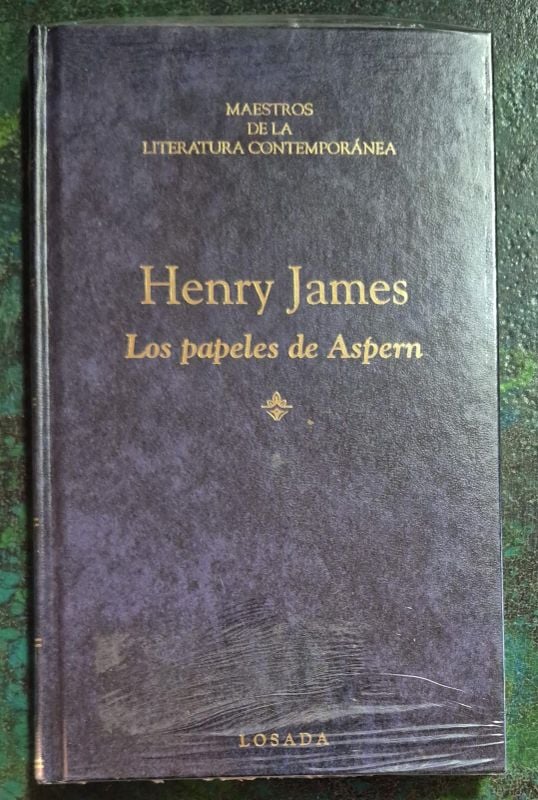 MAESTROS
DE LA
LITERATURA CONTEMPORÁNEA
Henry James
Los papeles de Aspern
LOSADA